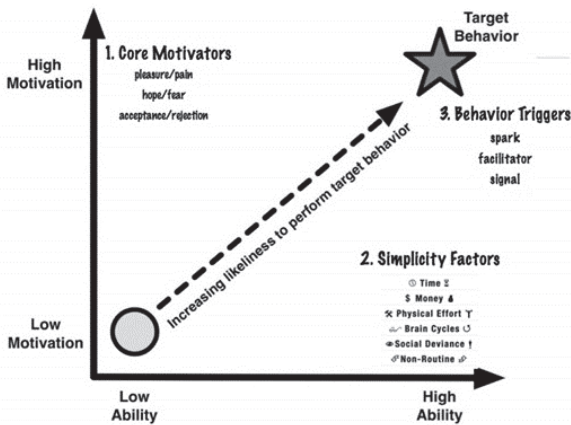 Target
Behavior
High
Motivation
1. Core Motivators
pleasure/pain
hope/fear
acceptance/rejection
3. Behavior Triggers
spark
facilitator
signal
Increasing likeliness to perform target behavior
2. Simplicity Factors
Time
$ Money
Physical Effort
Brain Cycles
Social Deviance
Non-Routine
Low
Motivation
Low
Ability
High
Ability